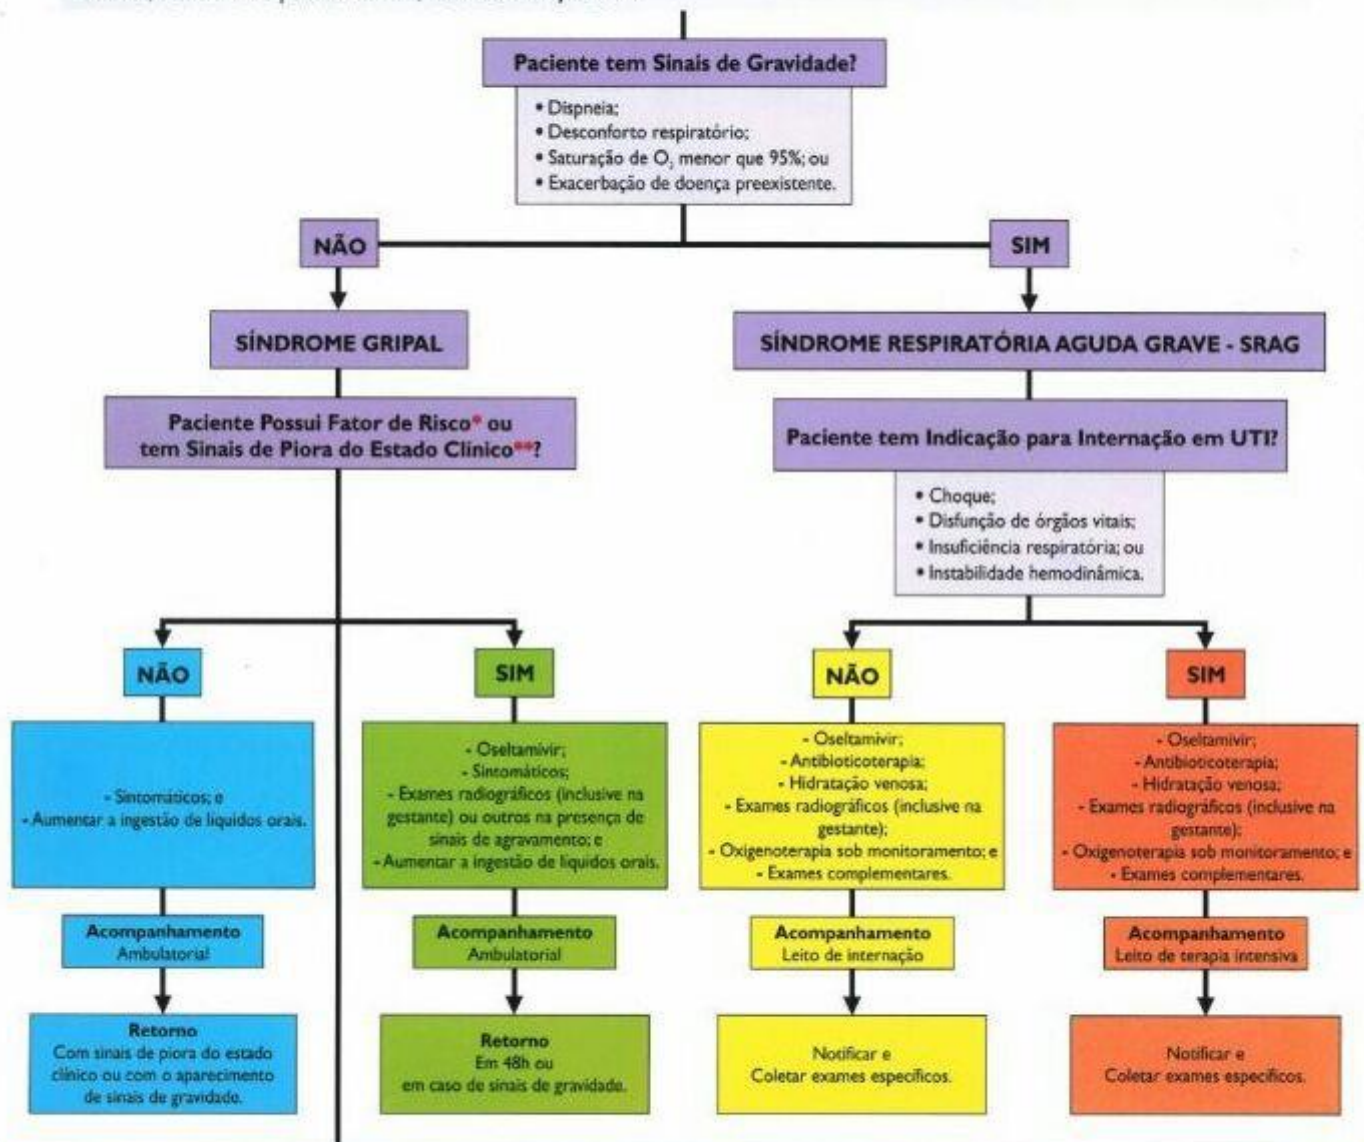 Paciente tem Sinais de Gravidade?
• Dispneia;
• Desconforto respiratório;
• Saturação de O₂ menor que 95%; ou
• Exacerbação de doença preexistente.
NÃO
SIM
SÍNDROME GRIPAL
SÍNDROME RESPIRATÓRIA AGUDA GRAVE - SRAG
Paciente Possui Fator de Risco* ou
tem Sinais de Piora do Estado Clínico**?
Paciente tem Indicação para Internação em UTI?
• Choque;
• Disfunção de órgãos vitais;
• Insuficiência respiratória; ou
• Instabilidade hemodinâmica.
NÃO
SIM
NÃO
SIM
- Sintomáticos; e
- Aumentar a ingestão de líquidos orais.
- Oseltamivir;
- Sintomáticos;
- Exames radiográficos (inclusive na
gestante) ou outros na presença de
sinais de agravamento; e
- Aumentar a ingestão de líquidos orais.
- Oseltamivir;
- Antibioticoterapia;
- Hidratação venosa;
- Exames radiográficos (inclusive na
gestante);
- Oxigenoterapia sob monitoramento; e
- Exames complementares.
- Oseltamivir;
- Antibioticoterapia;
- Hidratação venosa;
- Exames radiográficos (inclusive na
gestante);
- Oxigenoterapia sob monitoramento; e
- Exames complementares.
Acompanhamento
Ambulatorial
Acompanhamento
Ambulatorial
Acompanhamento
Leito de internação
Acompanhamento
Leito de terapia intensiva
Retorno
Com sinais de piora do estado
clínico ou com o aparecimento
de sinais de gravidade.
Retorno
Em 48h ou
em caso de sinais de gravidade.
Notificar e
Coletar exames específicos.
Notificar e
Coletar exames específicos.